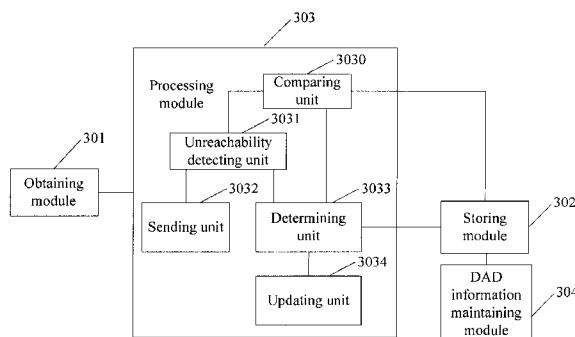 303
3030
Processing
module
Comparing
unit
3031
301
Unreachability
detecting unit
Obtaining
module
3032
3033
302
Sending unit
Determining
unit
Storing
module
3034
304
Updating unit
DAD
information
maintaining
module